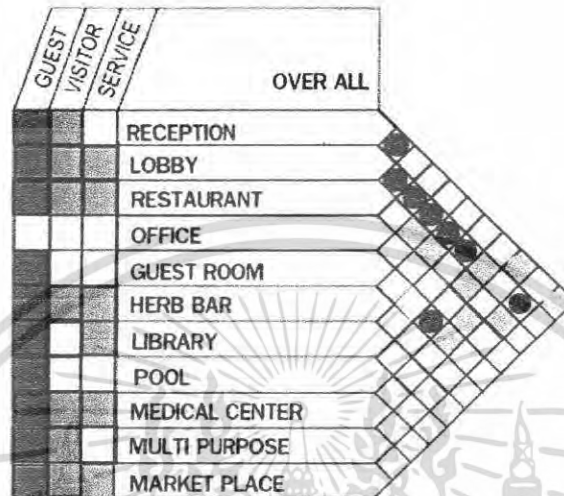 GUEST
VISITOR
SERVICE
OVER ALL
RECEPTION
LOBBY
RESTAURANT
OFFICE
GUEST ROOM
HERB BAR
LIBRARY
POOL
MEDICAL CENTER
MULTI PURPOSE
MARKET PLACE